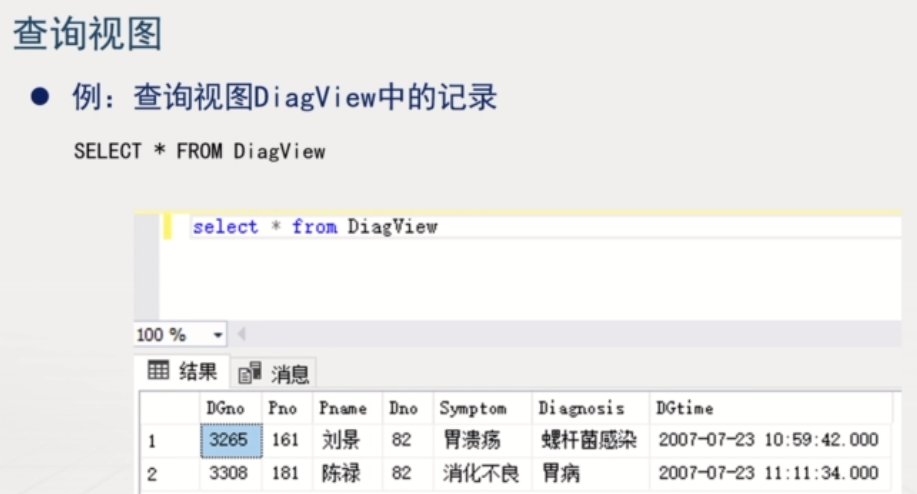 查询视图
● 例：查询视图DiagView中的记录
SELECT * FROM DiagView
select * from DiagView
100 %
结果 消息
DGno Pno Pname Dno Symptom Diagnosis DGtime
1 3265 161 刘景 82 胃溃疡 螺杆菌感染 2007-07-23 10:59:42.000
2 3308 181 陈禄 82 消化不良 胃病 2007-07-23 11:11:34.000